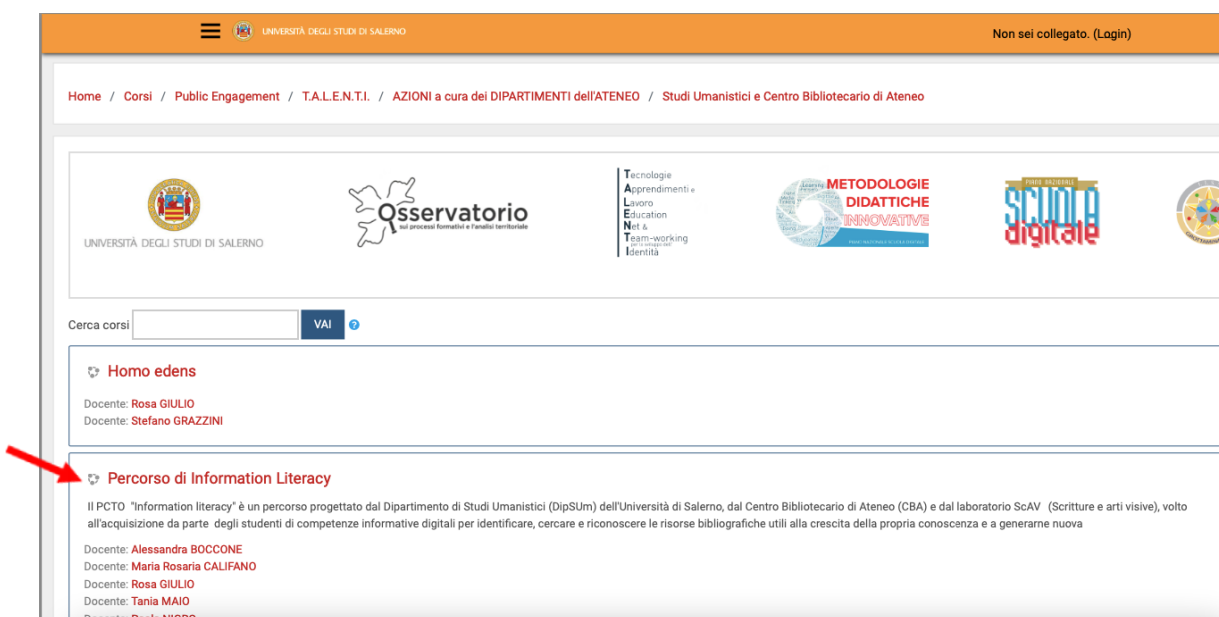 UNIVERSITÀ DEGLI STUDI DI SALERNO
Non sei collegato. (Login)
Home / Corsi / Public Engagement / T.A.L.E.N.T.I. / AZIONI a cura dei DIPARTIMENTI dell'ATENEO / Studi Umanistici e Centro Bibliotecario di Ateneo
UNIVERSITÀ DEGLI STUDI DI SALERNO
Osservatorio
sui processi formativi e l'analisi territoriale
Tecnologie
Apprendimenti e
Lavoro
Education
Net &
Team-working
per lo sviluppo dell'
Identità
METODOLOGIE
DIDATTICHE
INNOVATIVE
PIANO NAZIONALE
SCUOLA
digitale
Cerca corsi
VAI
Homo edens
Docente: Rosa GIULIO
Docente: Stefano GRAZZINI
Percorso di Information Literacy
Il PCTO "Information literacy" è un percorso progettato dal Dipartimento di Studi Umanistici (DipSUm) dell'Università di Salerno, dal Centro Bibliotecario di Ateneo (CBA) e dal laboratorio ScAV (Scritture e arti visive), volto
all'acquisizione da parte degli studenti di competenze informative digitali per identificare, cercare e riconoscere le risorse bibliografiche utili alla crescita della propria conoscenza e a generarne nuova
Docente: Alessandra BOCCONE
Docente: Maria Rosaria CALIFANO
Docente: Rosa GIULIO
Docente: Tania MAIO